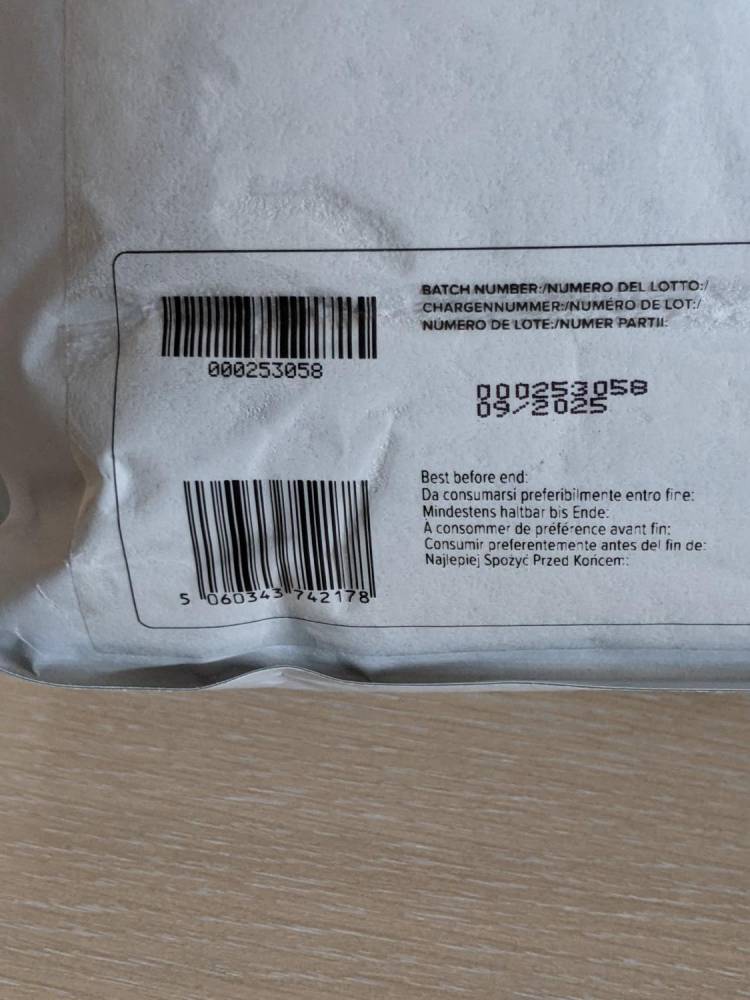 BATCH NUMBER:/NUMERO DEL LOTTO:/
CHARGENNUMMER:/NUMÉRO DE LOT:/
NÚMERO DE LOTE:/NUMER PARTII:
000253058
000253058
09/2025
Best before end:
Da consumarsi preferibilmente entro fine:
Mindestens haltbar bis Ende:
À consommer de préférence avant fin:
Consumir preferentemente antes del fin de:
Najlepiej Spożyć Przed Końcem:
5 060343 742178